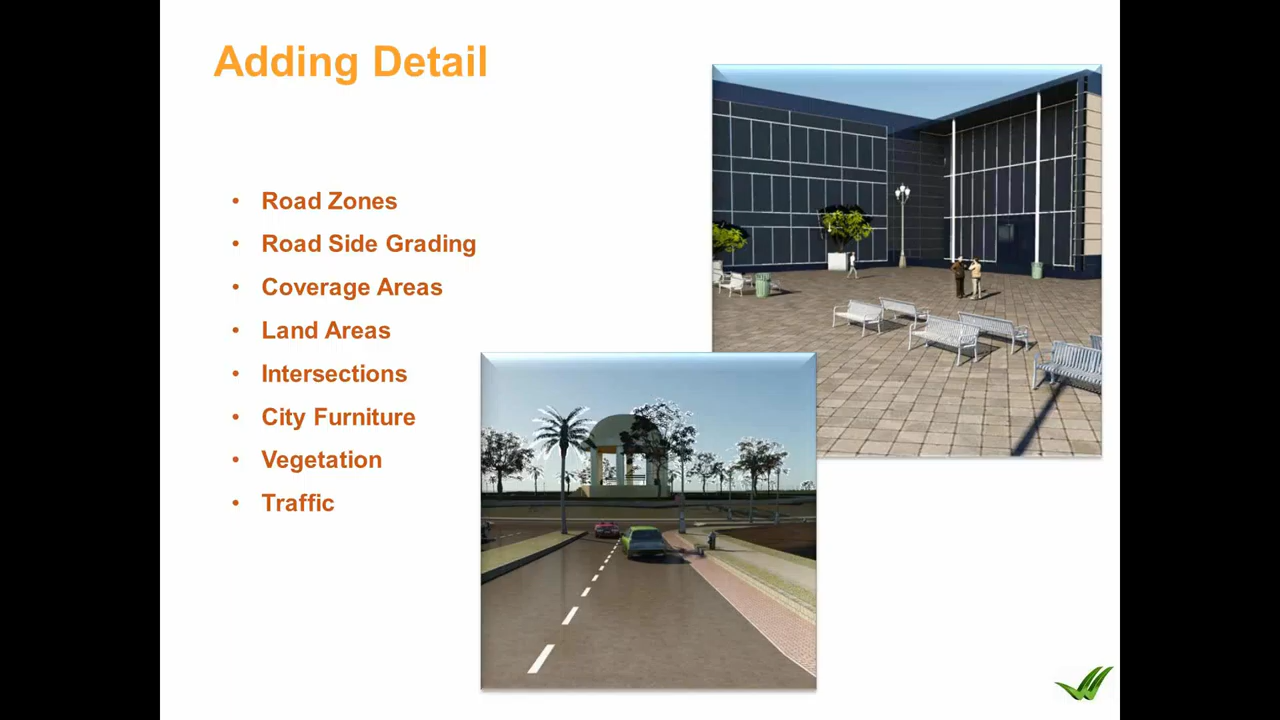 Adding Detail
• Road Zones
• Road Side Grading
• Coverage Areas
• Land Areas
• Intersections
• City Furniture
• Vegetation
• Traffic